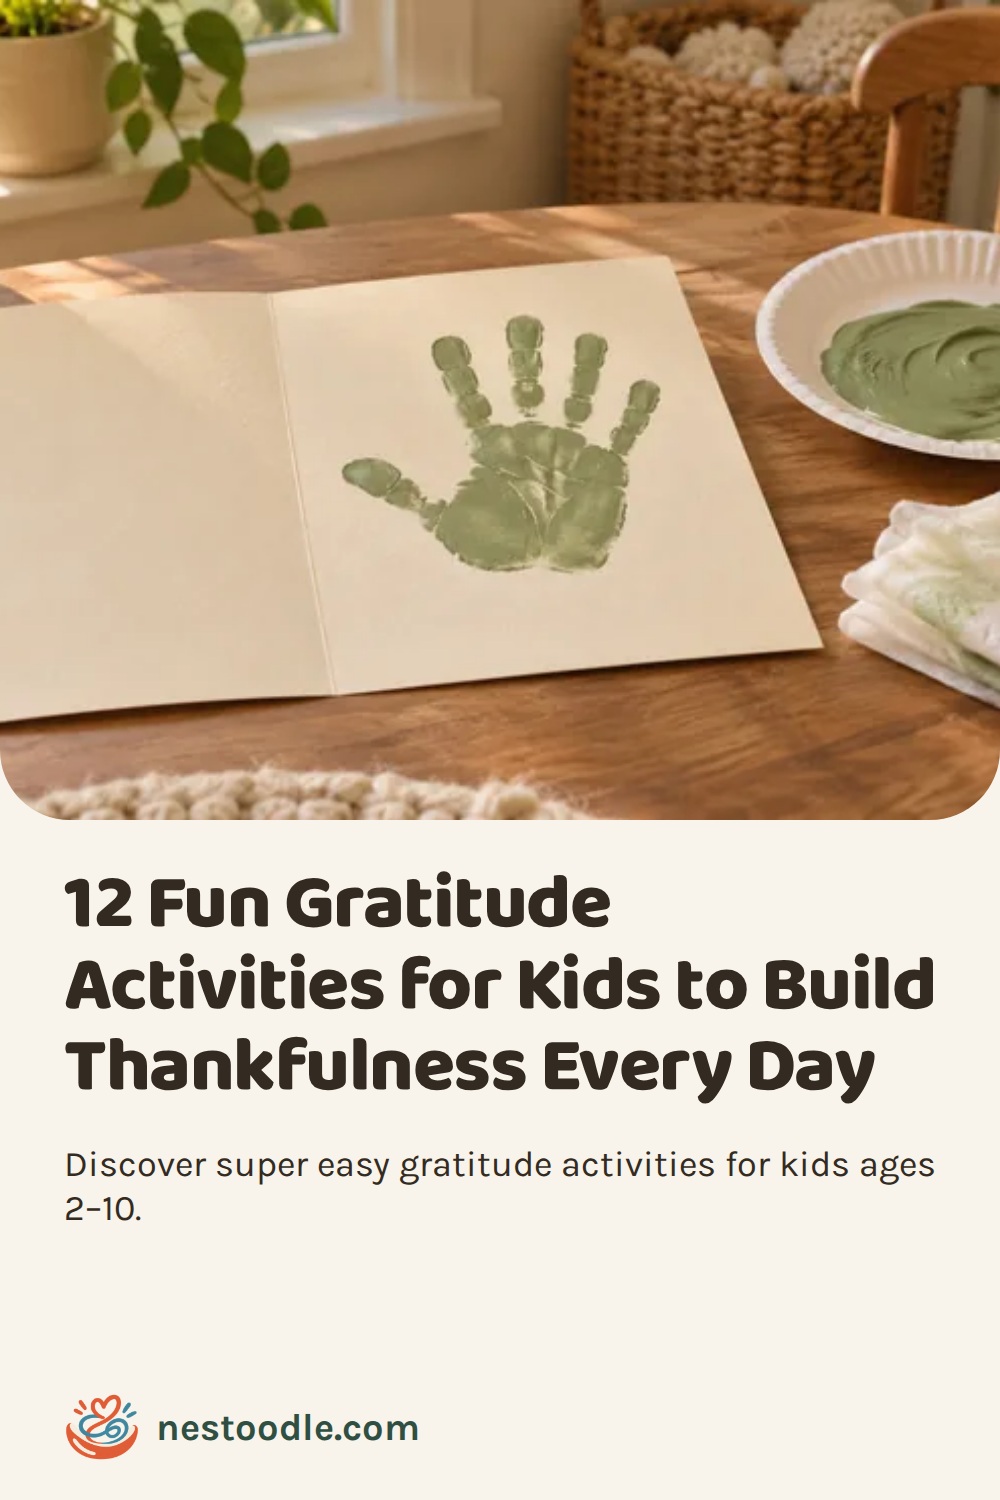 12 Fun Gratitude
Activities for Kids to Build
Thankfulness Every Day
Discover super easy gratitude activities for kids ages
2–10.
nestoodle.com